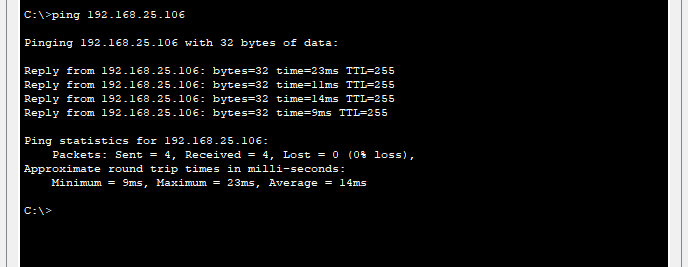 C:\>ping 192.168.25.106
Pinging 192.168.25.106 with 32 bytes of data:
Reply from 192.168.25.106: bytes=32 time=23ms TTL=255
Reply from 192.168.25.106: bytes=32 time=11ms TTL=255
Reply from 192.168.25.106: bytes=32 time=14ms TTL=255
Reply from 192.168.25.106: bytes=32 time=9ms TTL=255
Ping statistics for 192.168.25.106:
    Packets: Sent = 4, Received = 4, Lost = 0 (0% loss),
Approximate round trip times in milli-seconds:
    Minimum = 9ms, Maximum = 23ms, Average = 14ms
C:\>